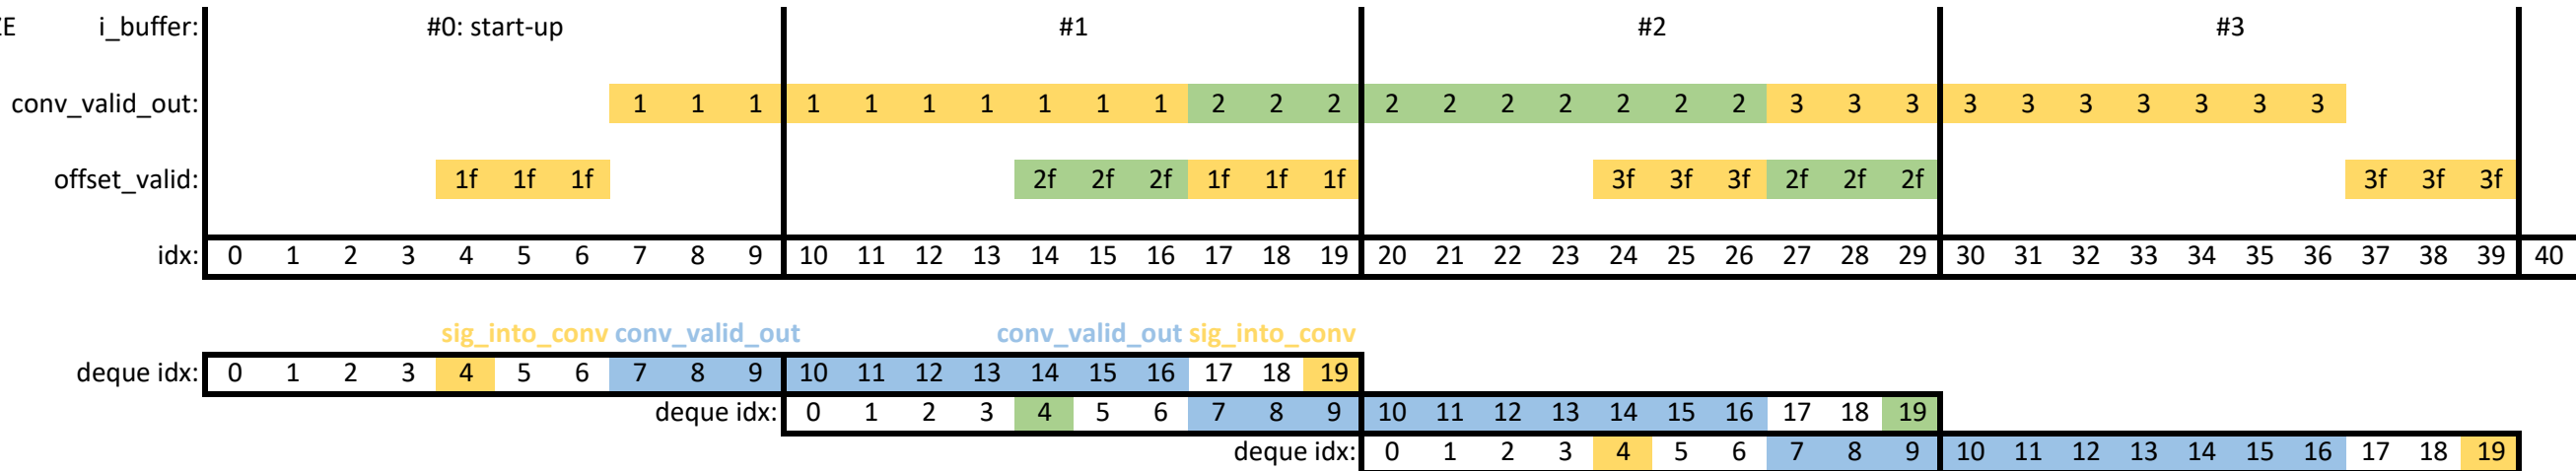 ZE i_buffer: #0: start-up #1 #2 #3
conv_valid_out: 1 1 1 1 1 1 1 1 1 1 2 2 2 2 2 2 2 2 2 2 3 3 3 3 3 3 3 3 3 3
offset_valid: 1f 1f 1f 2f 2f 2f 1f 1f 1f 3f 3f 3f 2f 2f 2f 3f 3f 3f
idx: 0 1 2 3 4 5 6 7 8 9 10 11 12 13 14 15 16 17 18 19 20 21 22 23 24 25 26 27 28 29 30 31 32 33 34 35 36 37 38 39 40
sig_into_conv conv_valid_out conv_valid_out sig_into_conv
deque idx: 0 1 2 3 4 5 6 7 8 9 10 11 12 13 14 15 16 17 18 19
deque idx: 0 1 2 3 4 5 6 7 8 9 10 11 12 13 14 15 16 17 18 19
deque idx: 0 1 2 3 4 5 6 7 8 9 10 11 12 13 14 15 16 17 18 19